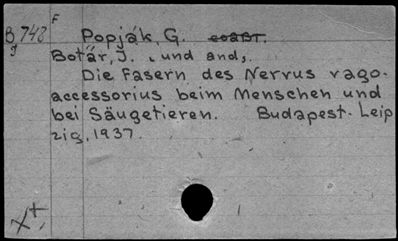 F
B 748 Popják, G.
J Botár, J. , und and,.
Die Fasern des Nervus vago-
accessorius beim Menschen und
bei Säugetieren. Budapest-Leip
zig, 1937.